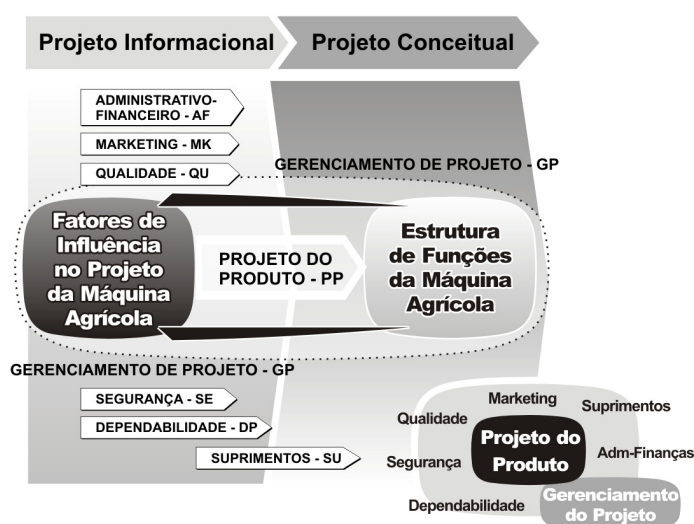 Projeto Informacional
Projeto Conceitual
ADMINISTRATIVO-
FINANCEIRO - AF
MARKETING - MK
QUALIDADE - QU
GERENCIAMENTO DE PROJETO - GP
Fatores de
Influência
no Projeto
da Máquina
Agrícola
PROJETO DO
PRODUTO - PP
Estrutura
de Funções
da Máquina
Agrícola
GERENCIAMENTO DE PROJETO - GP
SEGURANÇA - SE
DEPENDABILIDADE - DP
SUPRIMENTOS - SU
Marketing
Suprimentos
Qualidade
Projeto do
Produto
Adm-Finanças
Segurança
Dependabilidade
Gerenciamento
do Projeto